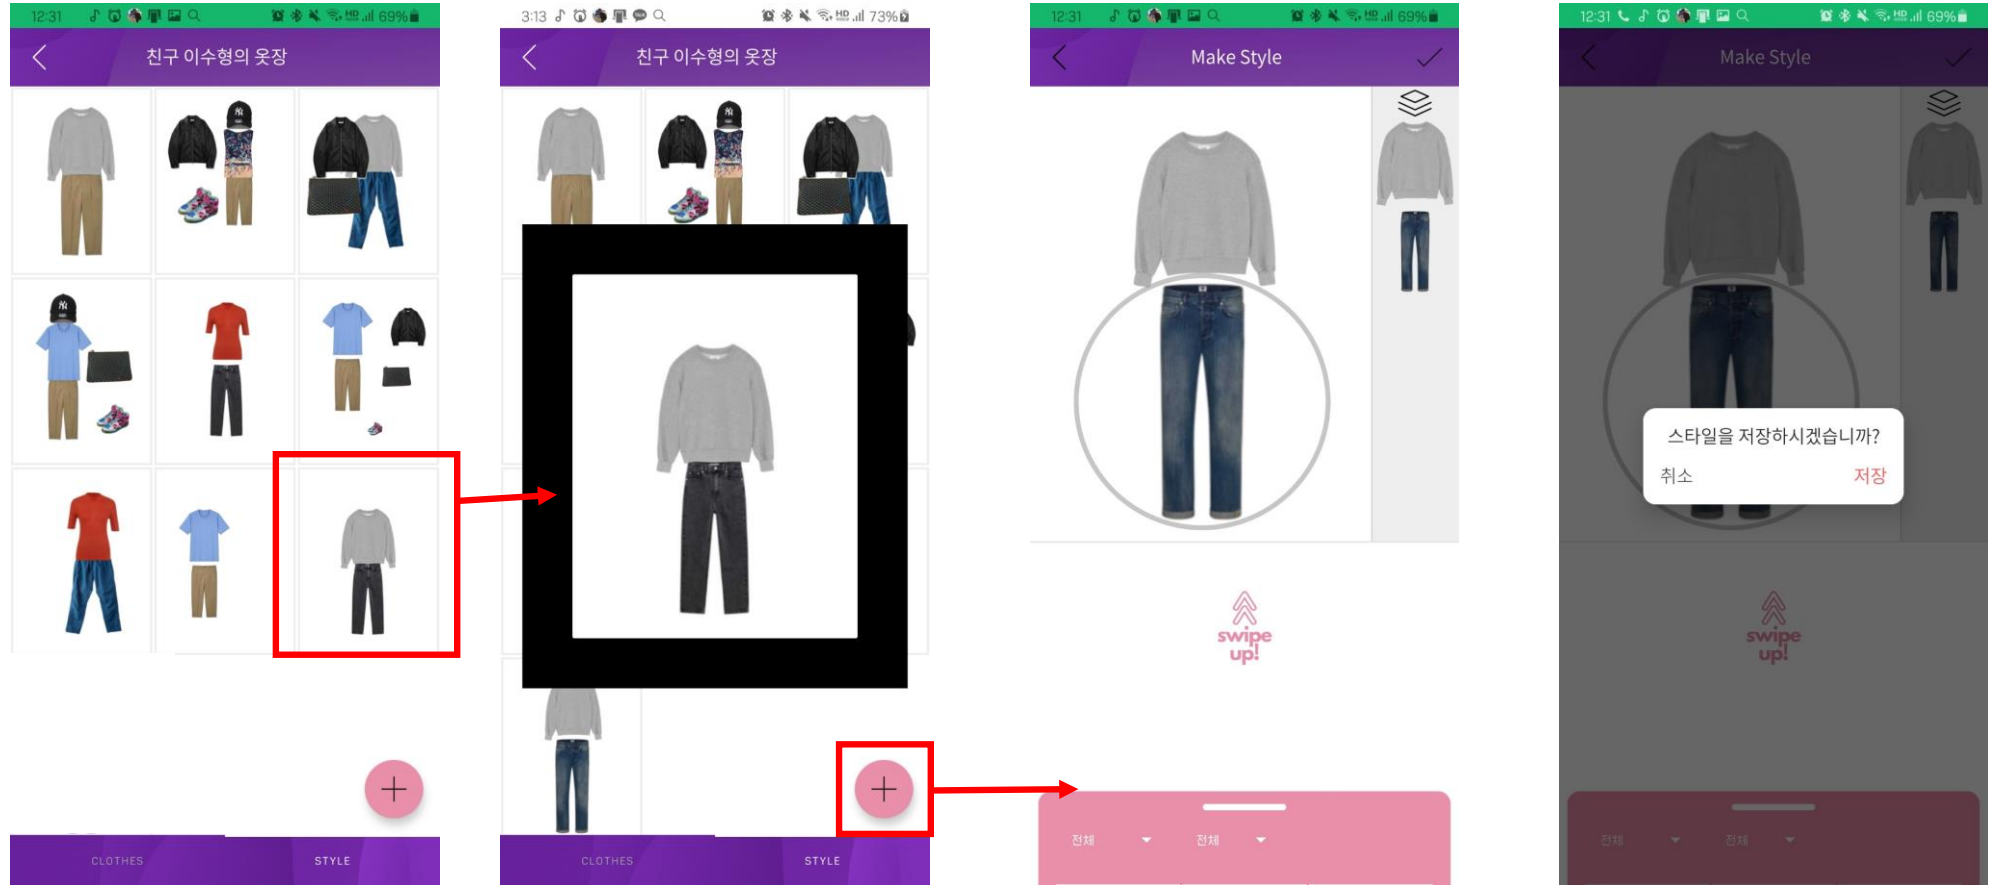 12:31
69%
친구 이수형의 옷장
CLOTHES
STYLE
3:13
73%
친구 이수형의 옷장
CLOTHES
STYLE
12:31
69%
Make Style
swipe
up!
전체
전체
12:31
69%
Make Style
스타일을 저장하시겠습니까?
취소
저장
swipe
up!
전체
전체